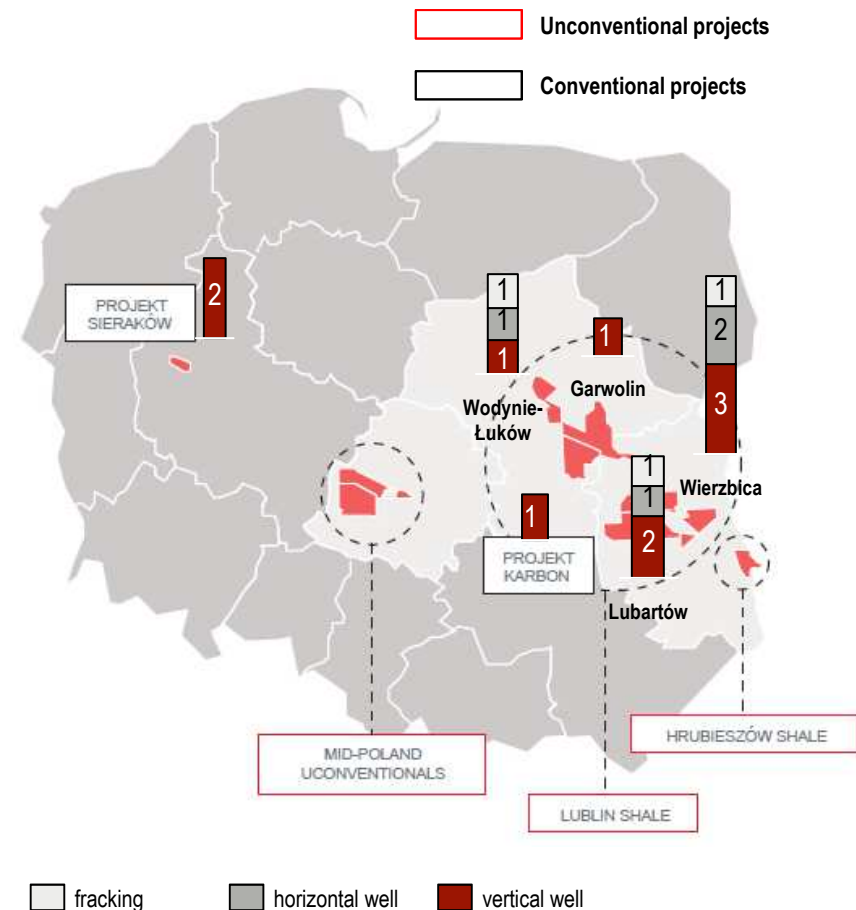 Unconventional projects
Conventional projects
PROJEKT
SIERAKÓW
2
1
1
1
1
1
2
3
Garwolin
Wodynie-
Łuków
1
1
2
Wierzbica
1
PROJEKT
KARBON
Lubartów
HRUBIESZÓW SHALE
MID-POLAND
UCONVENTIONALS
LUBLIN SHALE
fracking
horizontal well
vertical well